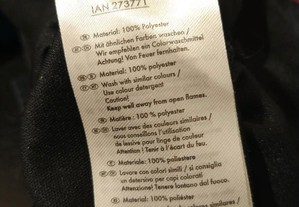 IAN 273771
Material: 100% Polyester
Mit ähnlichen Farben waschen /
Wir empfehlen ein Colorwaschmittel
Achtung! Von Feuer fernhalten.
Material: 100% polyester
Wash with similar colours /
Use colour detergent
Caution!
Keep well away from open flames.
Matière: 100% polyester
Laver avec des couleurs similaires /
nous conseillons l'utilisation
de lessive pour linge de couleur
Attention! Tenir à l'écart du feu.
Materiale: 100% poliestere
Lavare con colori simili / si consiglia
un detersivo per capi colorati
Attenzione! Tenere lontano dal fuoco.
100% poliéster